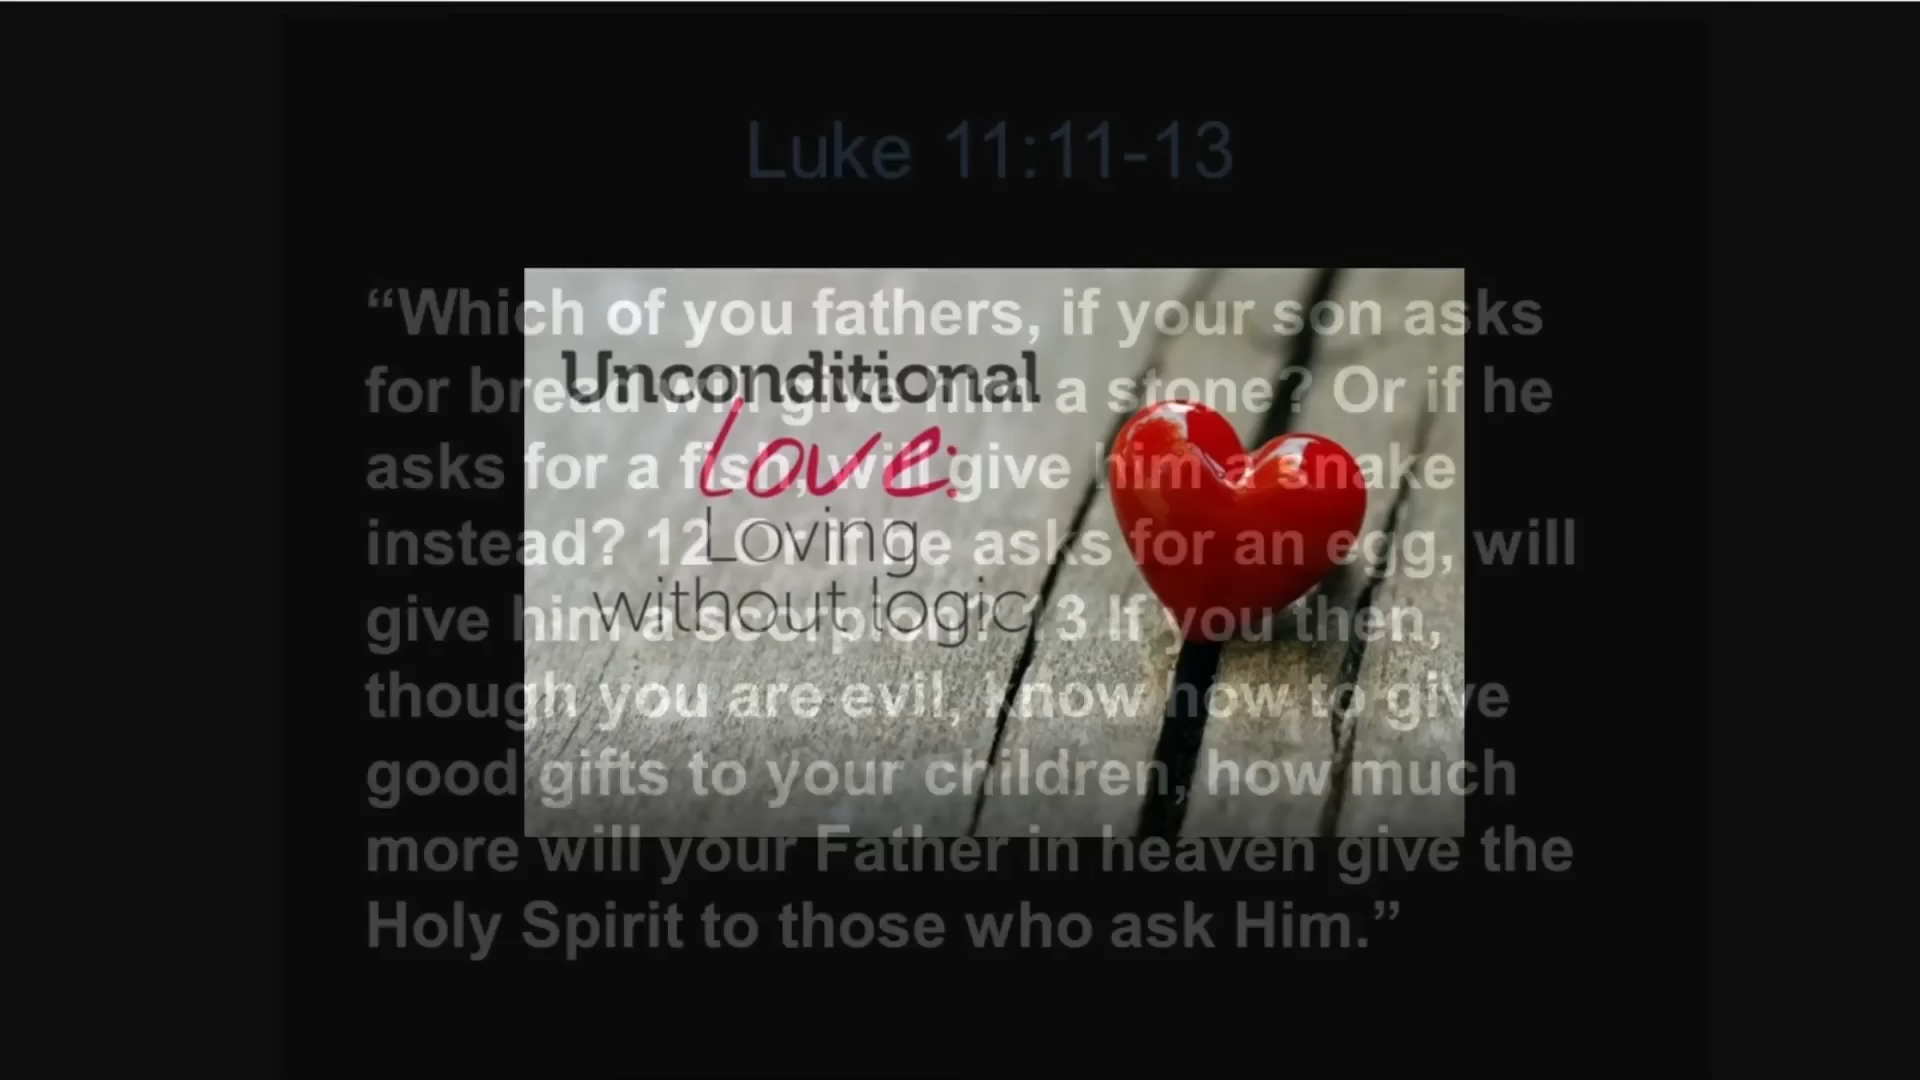 Luke 11:11-13
“Which of you fathers, if your son asks
for bread will give him a stone? Or if he
asks for a fish, will give him a snake
instead? 12 Or if he asks for an egg, will
give him a scorpion? 13 If you then,
though you are evil, know how to give
good gifts to your children, how much
more will your Father in heaven give the
Holy Spirit to those who ask Him.”
Unconditional
Love:
Loving
without logic